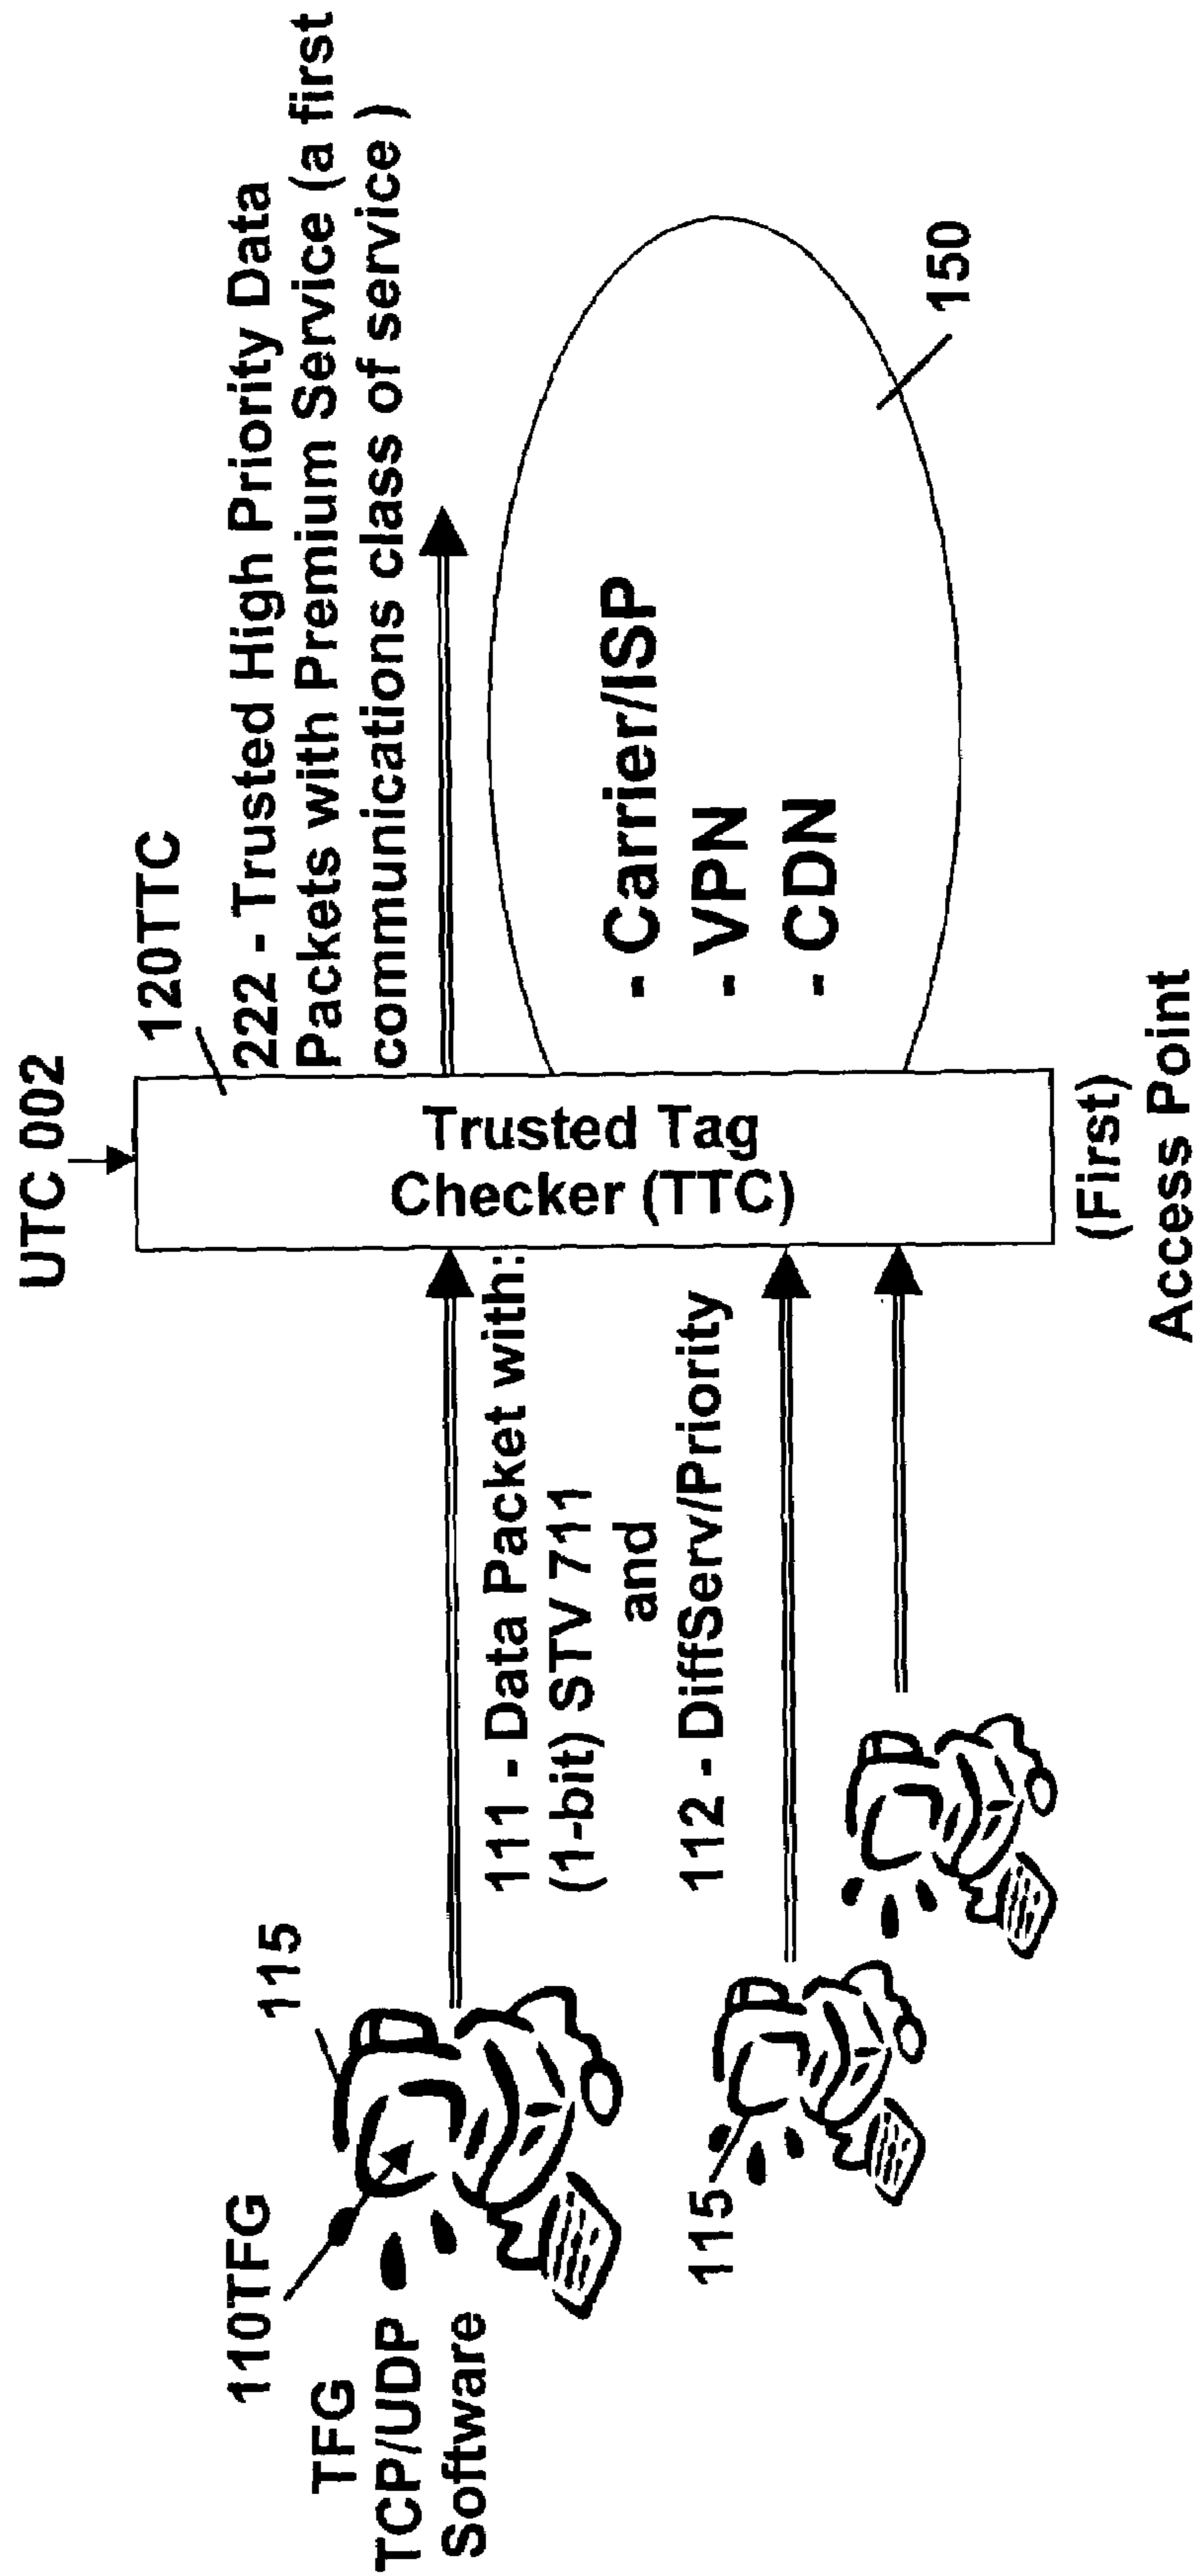 UTC 002
120TTC
222 - Trusted High Priority Data
Packets with Premium Service (a first
communications class of service )
110TFG
115
TFG
TCP/UDP
Software
111 - Data Packet with:
(1-bit) STV 711
and
112 - DiffServ/Priority
115
Trusted Tag
Checker (TTC)
- Carrier/ISP
- VPN
- CDN
150
(First)
Access Point